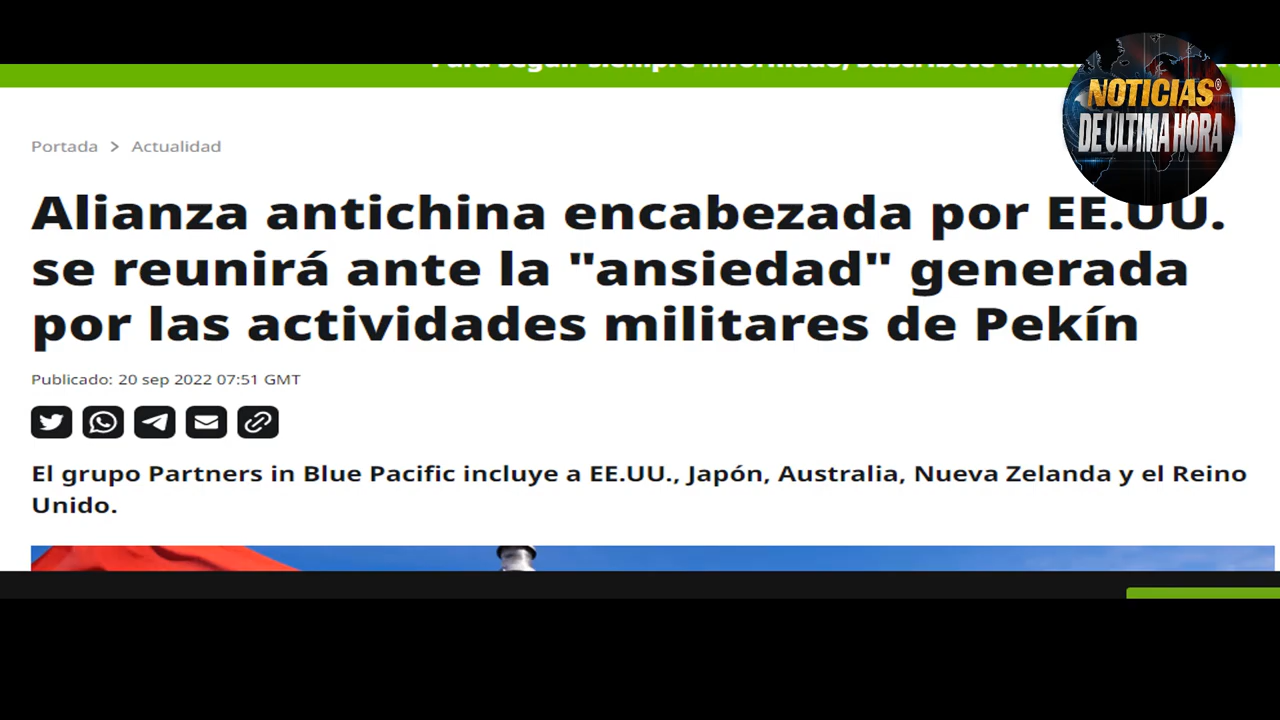 NOTICIAS®
DE ULTIMA HORA
Portada > Actualidad
Alianza antichina encabezada por EE.UU.
se reunirá ante la "ansiedad" generada
por las actividades militares de Pekín
Publicado: 20 sep 2022 07:51 GMT
El grupo Partners in Blue Pacific incluye a EE.UU., Japón, Australia, Nueva Zelanda y el Reino
Unido.